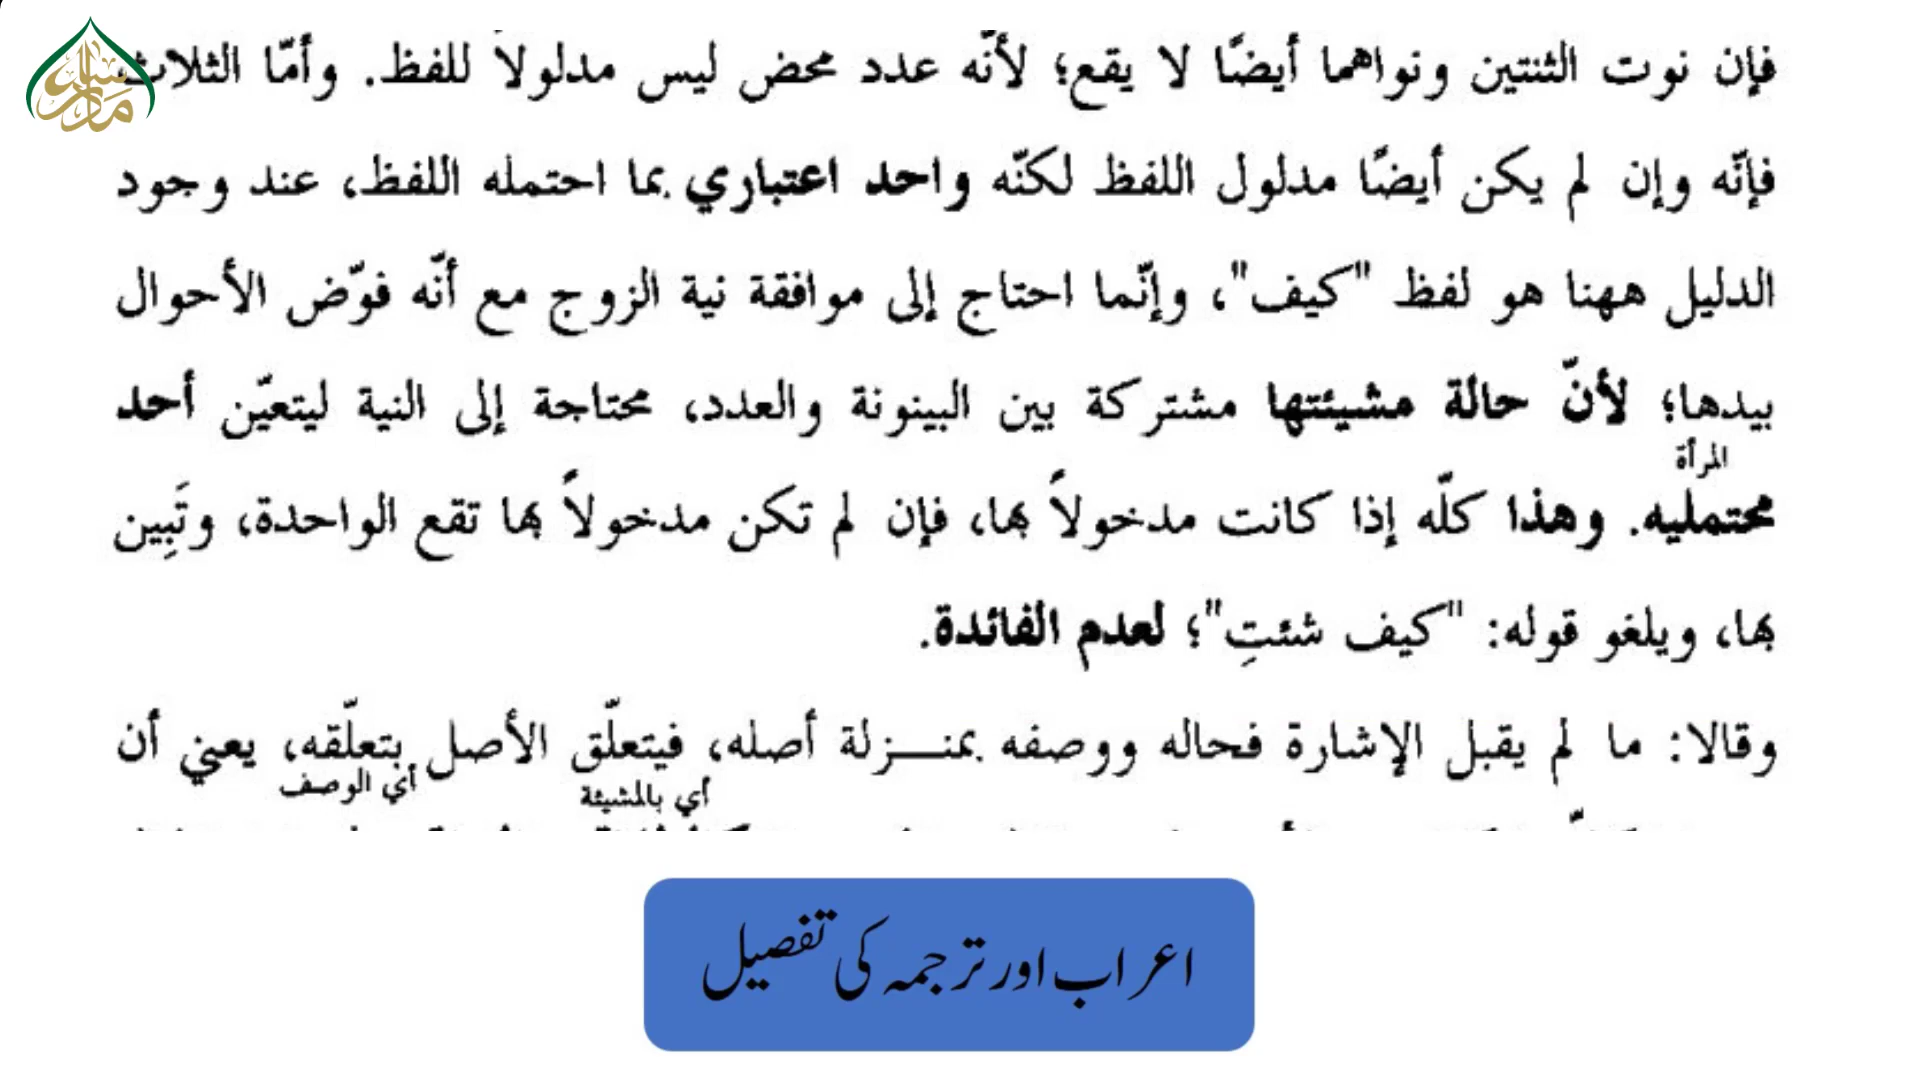 فإن نوت الثنتين ونواهما أيضًا لا يقع؛ لأنّه عدد محض ليس مدلولاً للفظ. وأمّا الثلاث
فإنّه وإن لم يكن أيضًا مدلول اللفظ لكنّه واحد اعتباري بما احتمله اللفظ، عند وجود
الدليل ههنا هو لفظ "كيف"، وإنّما احتاج إلى موافقة نية الزوج مع أنّه فوّض الأحوال
بيدها؛ لأنّ حالة مشيئتها مشتركة بين البينونة والعدد، محتاجة إلى النية ليتعيّن أحد
المرأة
محتمليه. وهذا كلّه إذا كانت مدخولاً بها، فإن لم تكن مدخولاً بها تقع الواحدة، وتَبِين
بها، ويلغو قوله: "كيف شئتِ"؛ لعدم الفائدة.
وقالا: ما لم يقبل الإشارة فحاله ووصفه بمنـــزلة أصله، فيتعلّق الأصل بتعلّقه، يعني أن
أي بالمشيئة أي الوصف
اعراب اور ترجمہ کی تفصیل